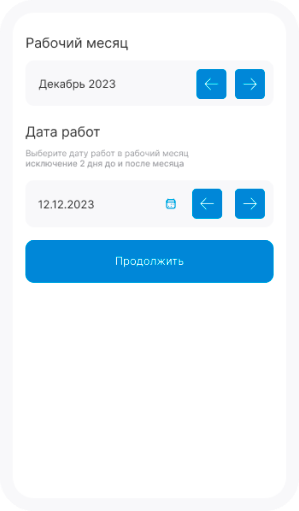 Рабочий месяц
Декабрь 2023
Дата работ
Выберите дату работ в рабочий месяц
исключение 2 дня до и после месяца
12.12.2023
Продолжить